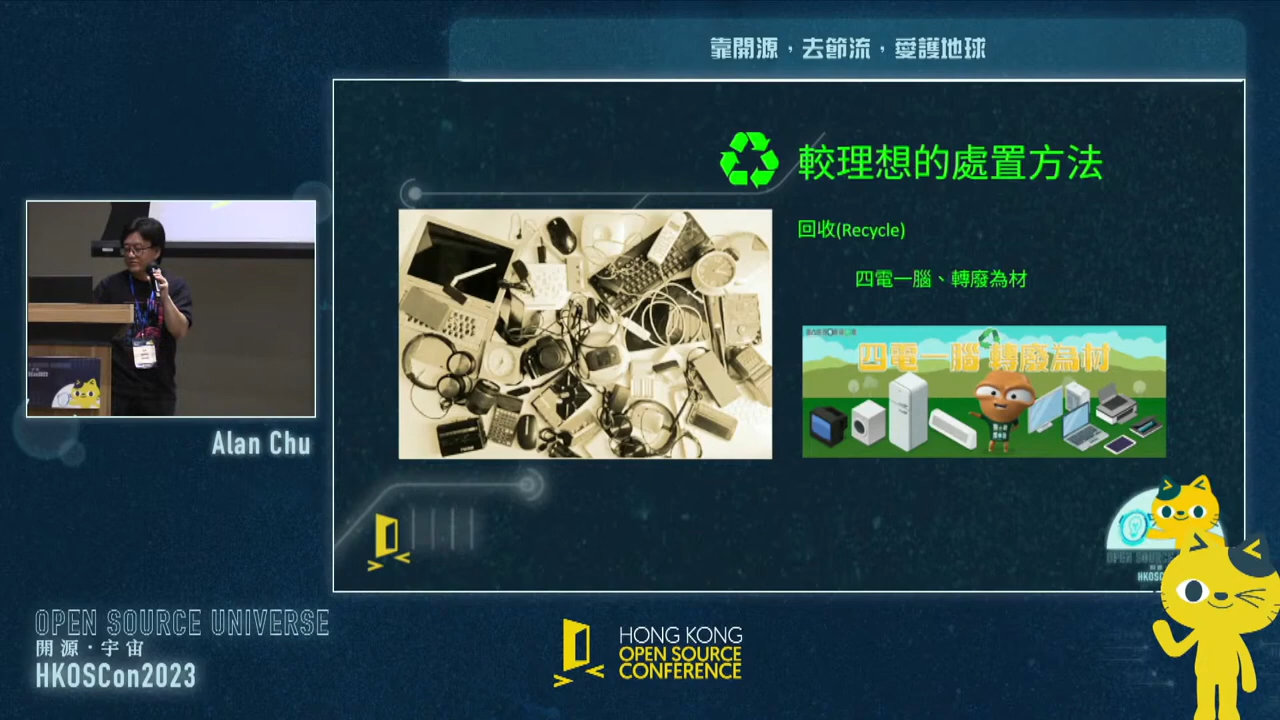 靠開源，去節流，愛護地球
較理想的處置方法
回收(Recycle)
四電一腦、轉廢為材
四電一腦 轉廢為材
Alan Chu
OPEN SOURCE UNIVERSE
開源·宇宙
HKOSCon2023
HONG KONG
OPEN SOURCE
CONFERENCE